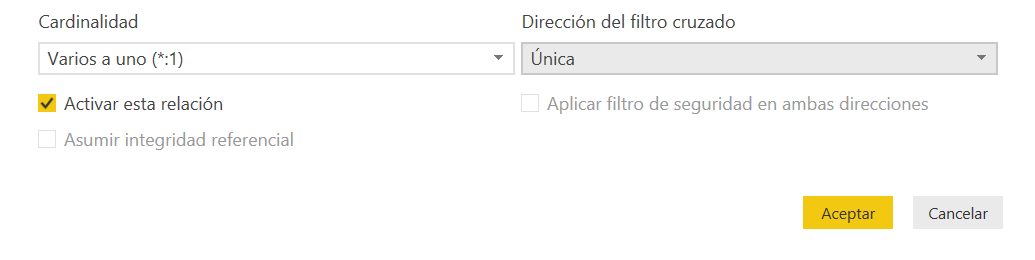 Cardinalidad
Dirección del filtro cruzado
Varios a uno (*:1)
Única
Activar esta relación
Aplicar filtro de seguridad en ambas direcciones
Asumir integridad referencial
Aceptar
Cancelar